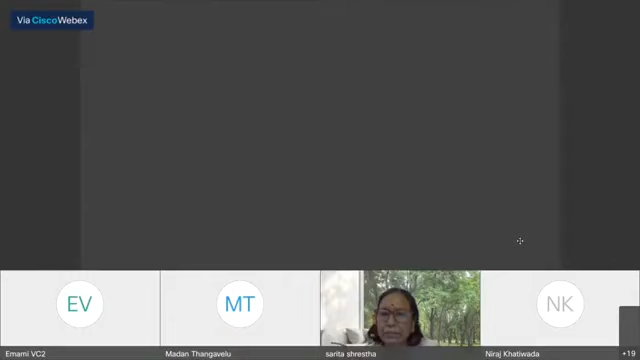 Via CiscoWebex
EV
MT
NK
Emami VC2
Madan Thangavelu
sarita shrestha
Niraj Khatiwada
+19